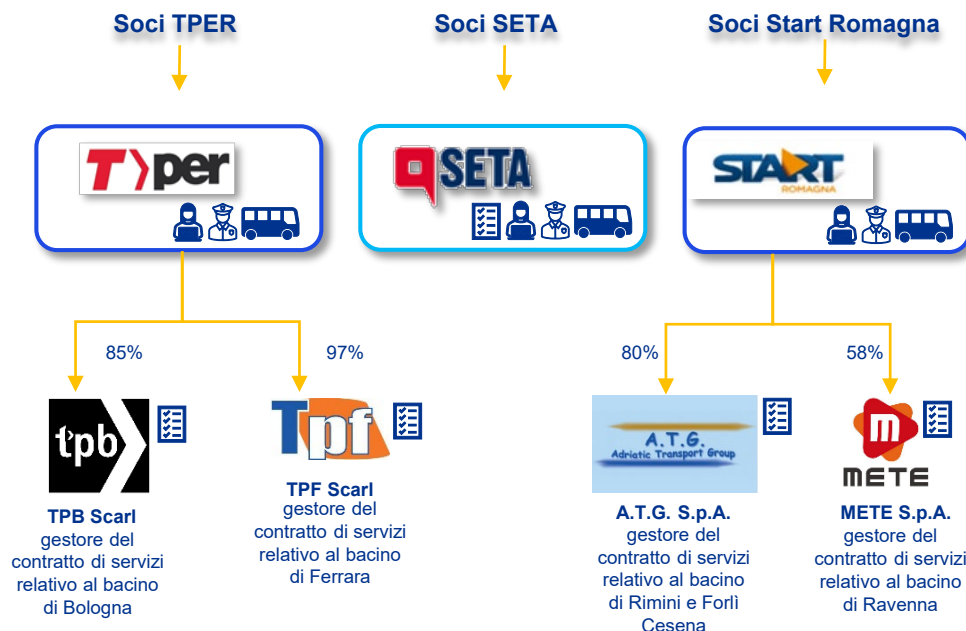 Soci TPER
Soci SETA
Soci Start Romagna
T>per
SETA
START
ROMAGNA
85%
97%
80%
58%
tpb
Tpf
A.T.G.
Adriatic Transport Group
m
METE
TPB Scarl
gestore del
contratto di servizi
relativo al bacino
di Bologna
TPF Scarl
gestore del
contratto di servizi
relativo al bacino
di Ferrara
A.T.G. S.p.A.
gestore del
contratto di servizi
relativo al bacino
di Rimini e Forlì
Cesena
METE S.p.A.
gestore del
contratto di servizi
relativo al bacino
di Ravenna